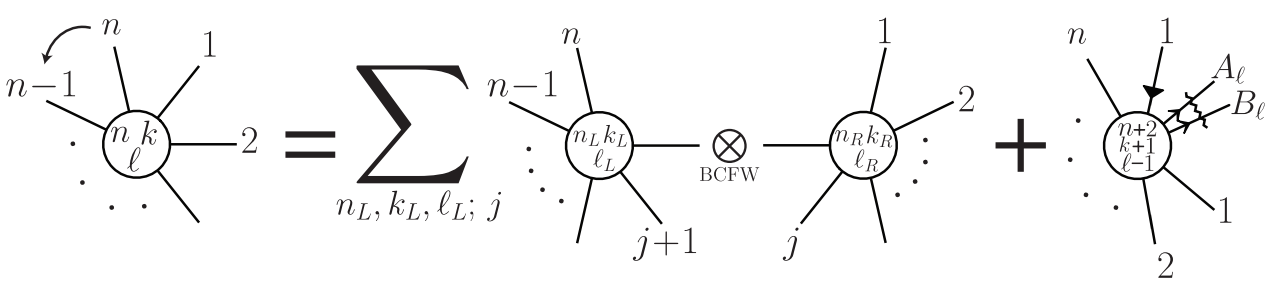 n 1 n 1 1
n−1 n−1 2 n A_ℓ
B_ℓ
n k
ℓ 2 = ∑ n_L k_L
ℓ_L ⊗
BCFW n_R k_R
ℓ_R + n+2
k+1
ℓ−1
n_L, k_L, ℓ_L; j j+1 j 1
2